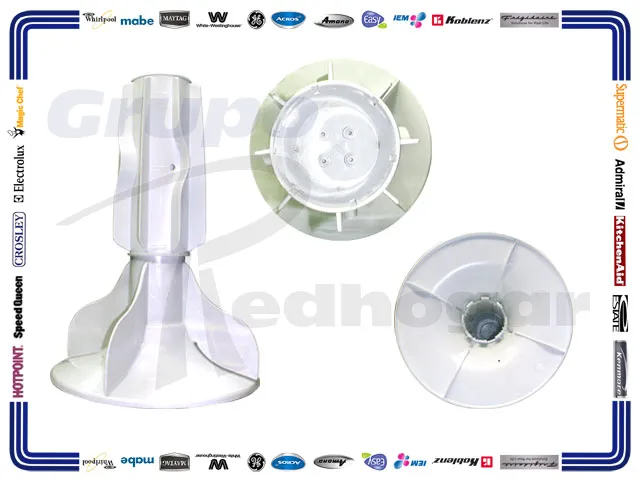 Whirlpool mabe MAYTAG White-Westinghouse GE ACROS Amana easy IEM Koblenz Frigidaire
Magic Chef
Electrolux
CROSLEY
Speed Queen
HOTPOINT
Supermatic
Admiral
KitchenAid
ESTATE
Kenmore
Grupo
Redhogar
Whirlpool mabe MAYTAG White-Westinghouse GE ACROS Amana easy IEM Koblenz Frigidaire